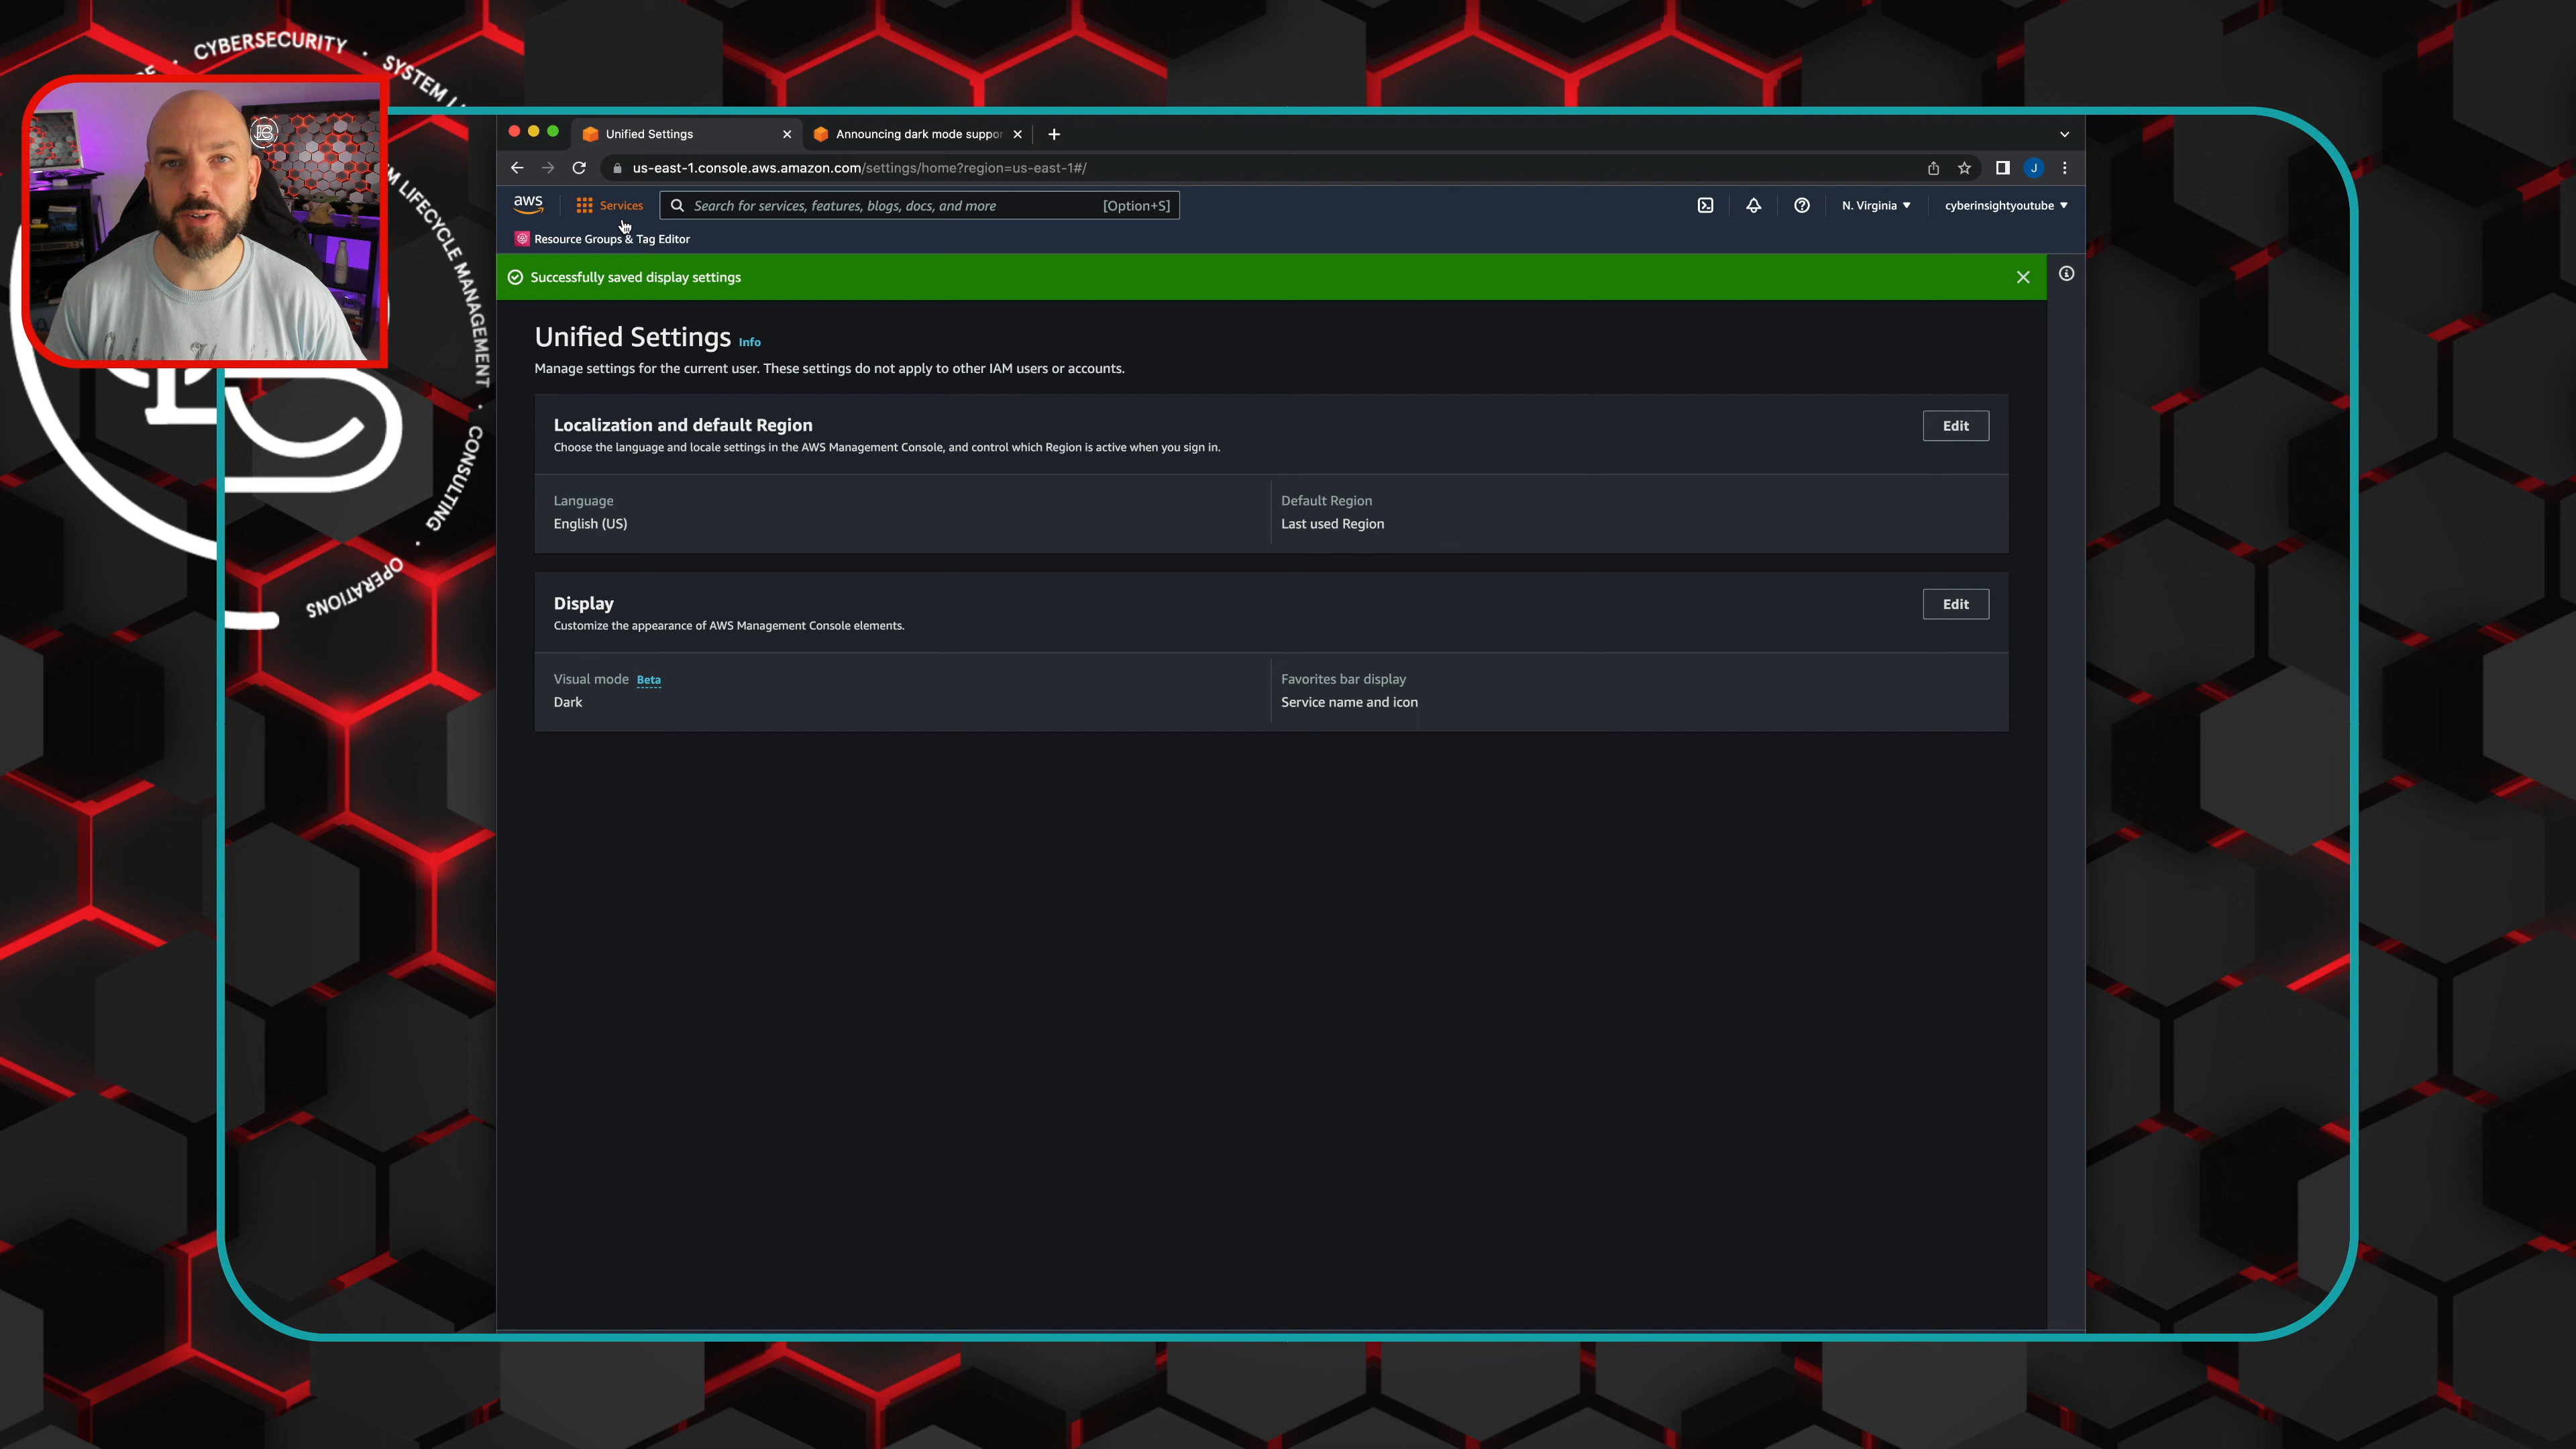 CYBERSECURITY · SYSTEM LIFECYCLE MANAGEMENT · CONSULTING · OPERATIONS
Unified Settings
Announcing dark mode suppor
us-east-1.console.aws.amazon.com/settings/home?region=us-east-1#/
J
aws
Services
Search for services, features, blogs, docs, and more
[Option+S]
N. Virginia
cyberinsightyoutube
Resource Groups & Tag Editor
Successfully saved display settings
Unified Settings Info
Manage settings for the current user. These settings do not apply to other IAM users or accounts.
Localization and default Region
Edit
Choose the language and locale settings in the AWS Management Console, and control which Region is active when you sign in.
Language
Default Region
English (US)
Last used Region
Display
Edit
Customize the appearance of AWS Management Console elements.
Visual mode Beta
Favorites bar display
Dark
Service name and icon